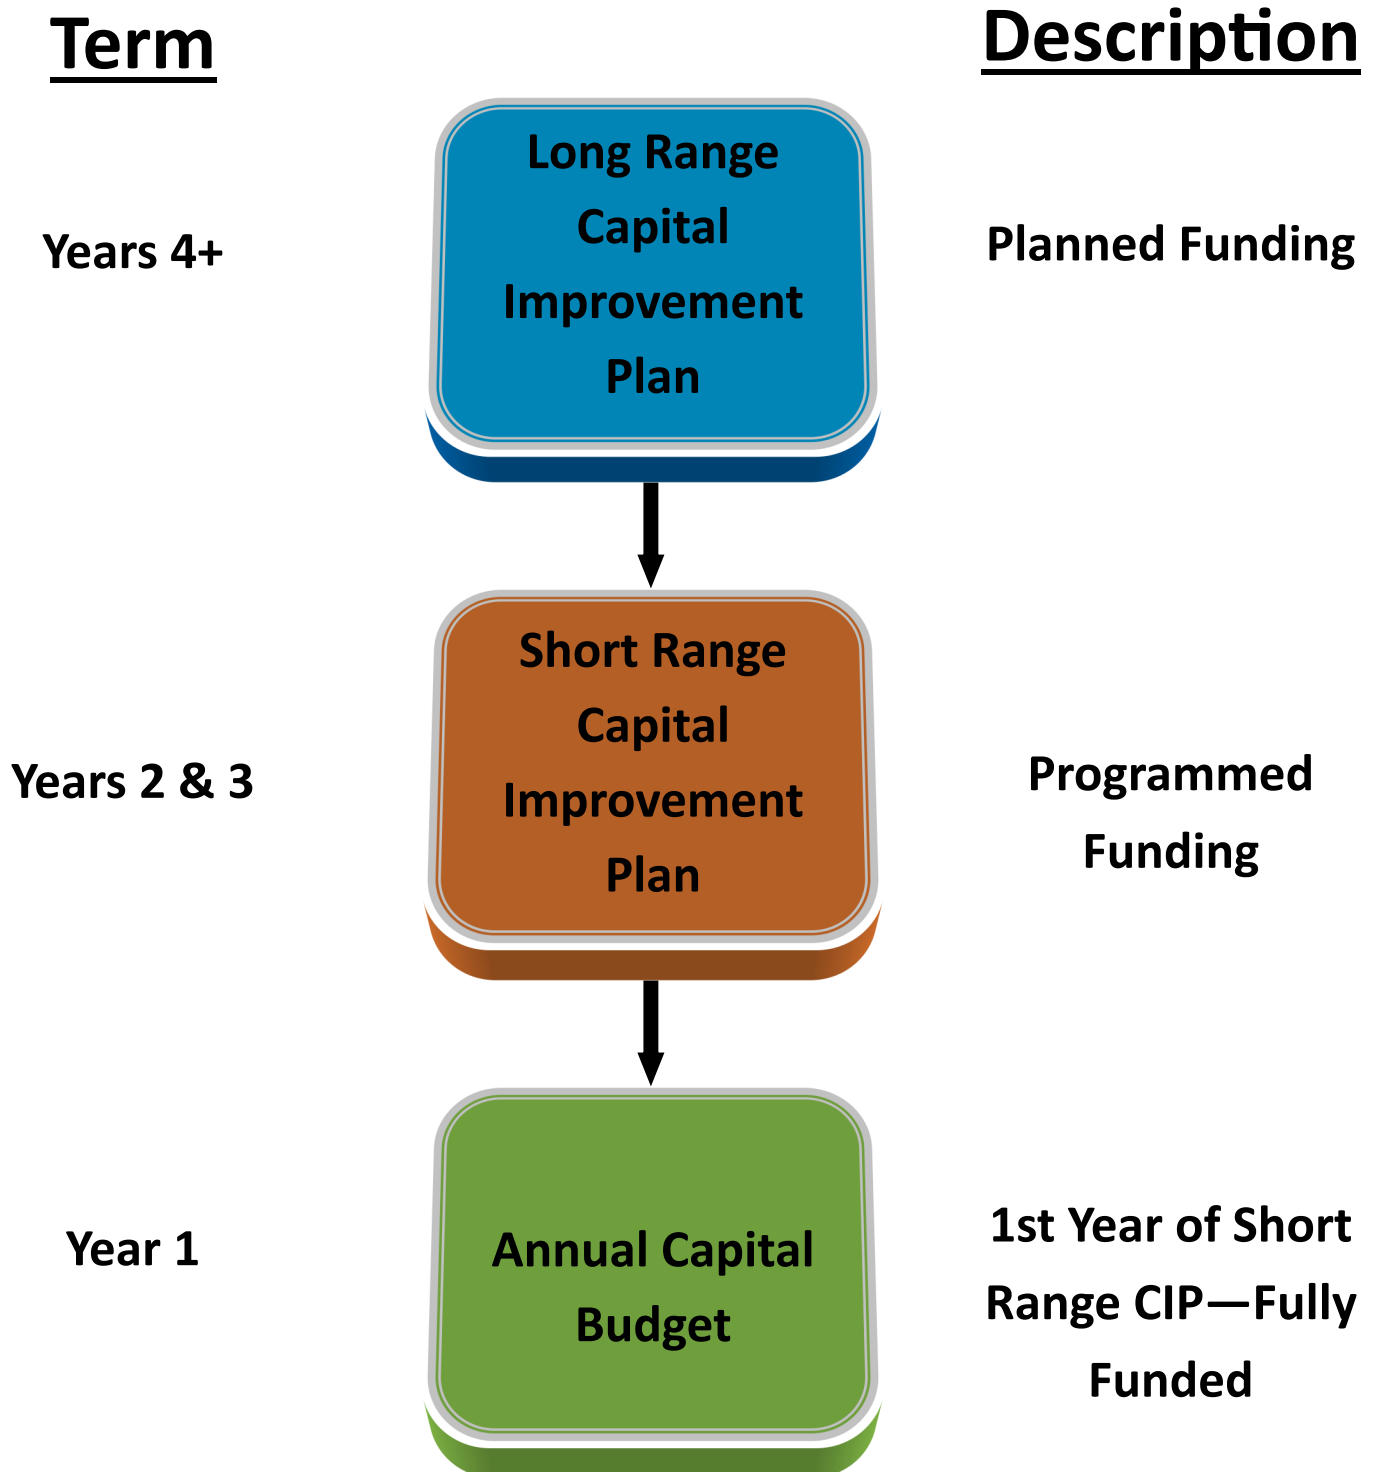 Term
Description
Long Range
Capital
Improvement
Plan
Years 4+
Planned Funding
Short Range
Capital
Improvement
Plan
Years 2 & 3
Programmed
Funding
Year 1
Annual Capital
Budget
1st Year of Short
Range CIP—Fully
Funded